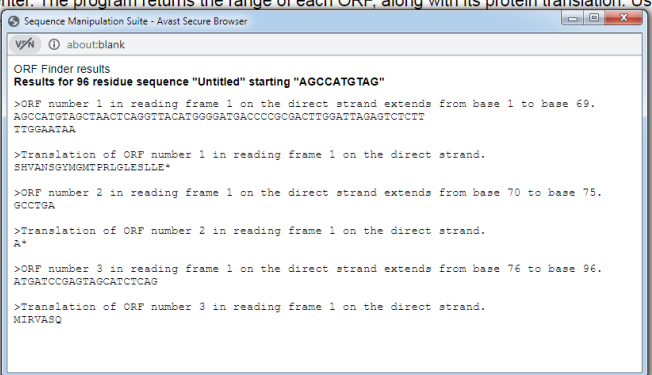 enter. The program returns the range of each ORF, along with its protein translation. Us
Sequence Manipulation Suite - Avast Secure Browser
VPN about:blank
ORF Finder results
Results for 96 residue sequence "Untitled" starting "AGCCATGTAG"
>ORF number 1 in reading frame 1 on the direct strand extends from base 1 to base 69.
AGCCATGTAGCTAACTCAGGTTACATGGGGATGACCCCGCGACTTGGATTAGAGTCTCTT
TTGGAATAA
>Translation of ORF number 1 in reading frame 1 on the direct strand.
SHVANSGYMGMTPRLGLESLLE*
>ORF number 2 in reading frame 1 on the direct strand extends from base 70 to base 75.
GCCTGA
>Translation of ORF number 2 in reading frame 1 on the direct strand.
A*
>ORF number 3 in reading frame 1 on the direct strand extends from base 76 to base 96.
ATGATCCGAGTAGCATCTCAG
>Translation of ORF number 3 in reading frame 1 on the direct strand.
MIRVASQ